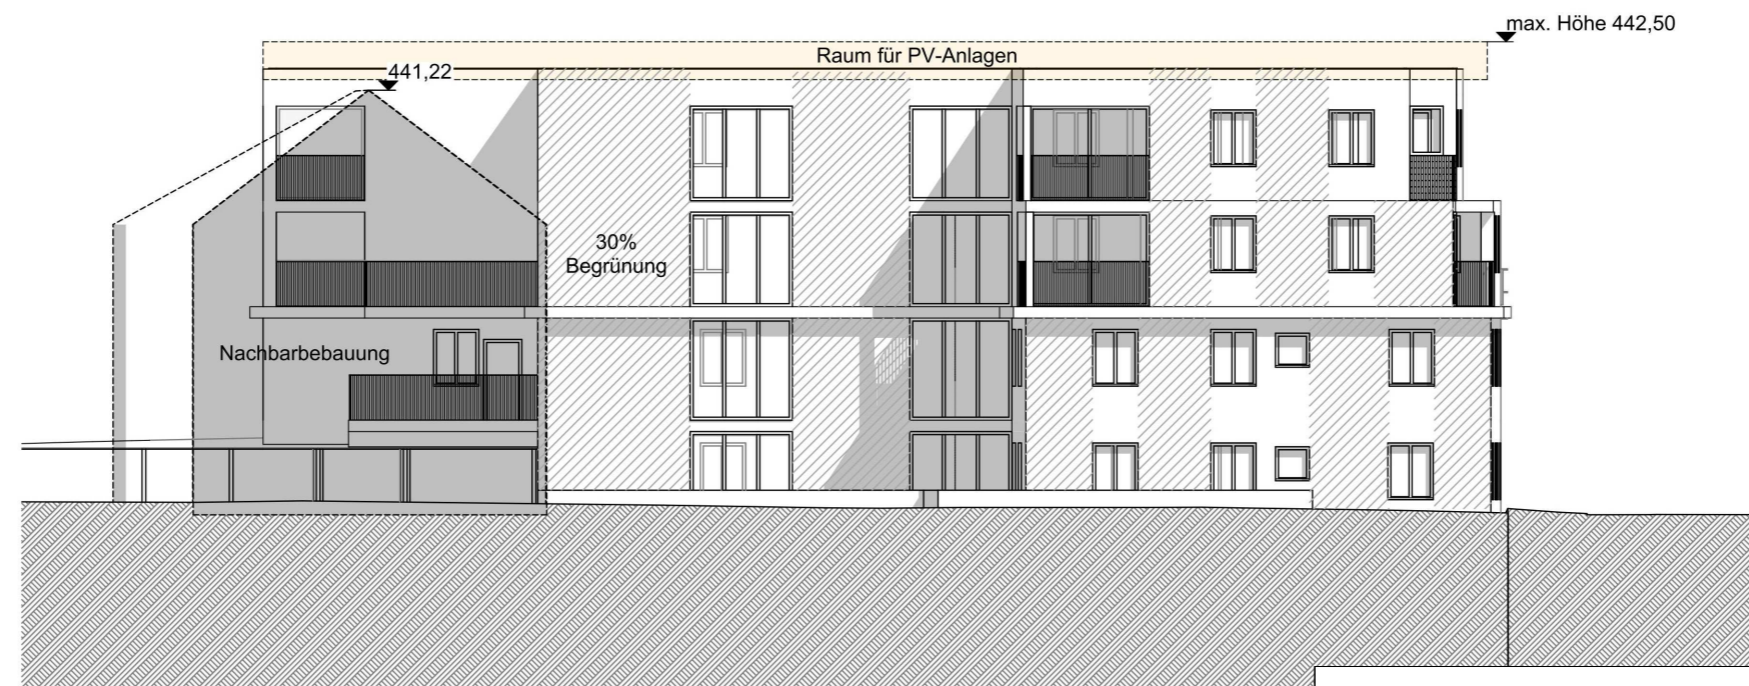 max. Höhe 442,50
Raum für PV-Anlagen
441,22
30%
Begrünung
Nachbarbebauung